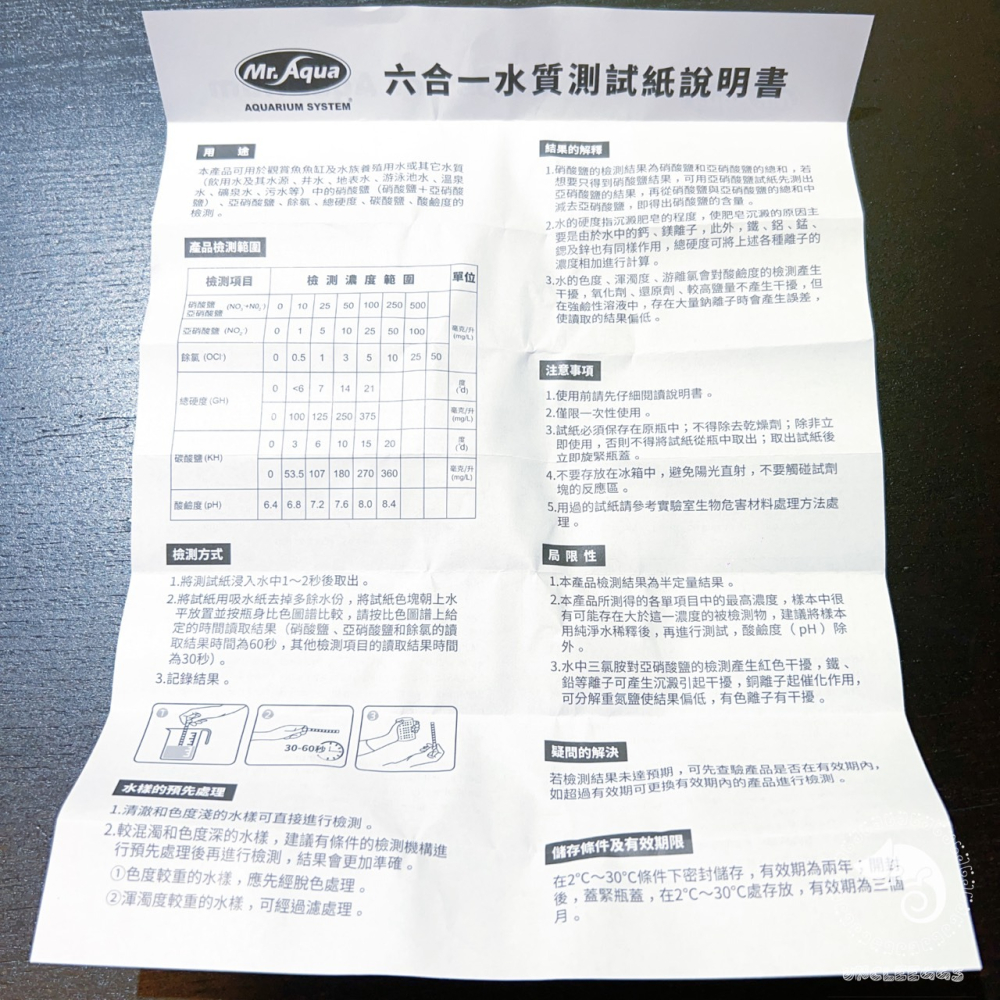 Mr. Aqua
AQUARIUM SYSTEM
六合一水質測試紙說明書
用 途
本產品可用於觀賞魚魚缸及水族養殖用水或其它水質
（飲用水及其水源、井水、地表水、游泳池水、溫泉
水、礦泉水、污水等）中的硝酸鹽（硝酸鹽＋亞硝酸
鹽）、亞硝酸鹽、餘氯、總硬度、碳酸鹽、酸鹼度的
檢測。
產品檢測範圍
檢測項目 檢測濃度範圍 單位
硝酸鹽 亞硝酸鹽 (NO₃+NO₂) 0 10 25 50 100 250 500
亞硝酸鹽 (NO₂) 0 1 5 10 25 50 100 毫克/升 (mg/L)
餘氯 (OCl) 0 0.5 1 3 5 10 25 50
總硬度 (GH) 0 <6 7 14 21 度 (°d)
0 100 125 250 375 毫克/升 (mg/L)
碳酸鹽 (KH) 0 3 6 10 15 20 度 (°d)
0 53.5 107 180 270 360 毫克/升 (mg/L)
酸鹼度 (pH) 6.4 6.8 7.2 7.6 8.0 8.4
檢測方式
1.將測試紙浸入水中1～2秒後取出。
2.將試紙用吸水紙去掉多餘水份，將試紙色塊朝上水
平放置並按瓶身比色圖譜比較，請按比色圖譜上給
定的時間讀取結果（硝酸鹽、亞硝酸鹽和餘氯的讀
取結果時間為60秒，其他檢測項目的讀取結果時間
為30秒）。
3.記錄結果。
① ② ③
30-60秒
水樣的預先處理
1.清澈和色度淺的水樣可直接進行檢測。
2.較混濁和色度深的水樣，建議有條件的檢測機構進
行預先處理後再進行檢測，結果會更加準確。
①色度較重的水樣，應先經脫色處理。
②渾濁度較重的水樣，可經過濾處理。
結果的解釋
1.硝酸鹽的檢測結果為硝酸鹽和亞硝酸鹽的總和，若
想要只得到硝酸鹽結果，可用亞硝酸鹽試紙先測出
亞硝酸鹽的結果，再從硝酸鹽與亞硝酸鹽的總和中
減去亞硝酸鹽，即得出硝酸鹽的含量。
2.水的硬度指沉澱肥皂的程度，使肥皂沉澱的原因主
要是由於水中的鈣、鎂離子，此外，鐵、鋁、錳、
鍶及鋅也有同樣作用，總硬度可將上述各種離子的
濃度相加進行計算。
3.水的色度、渾濁度、游離氯會對酸鹼度的檢測產生
干擾，氧化劑、還原劑、較高鹽量不產生干擾，但
在強鹼性溶液中，存在大量鈉離子時會產生誤差，
使讀取的結果偏低。
注意事項
1.使用前請先仔細閱讀說明書。
2.僅限一次性使用。
3.試紙必須保存在原瓶中；不得除去乾燥劑；除非立
即使用，否則不得將試紙從瓶中取出；取出試紙後
立即旋緊瓶蓋。
4.不要存放在冰箱中，避免陽光直射，不要觸碰試劑
塊的反應區。
5.用過的試紙請參考實驗室生物危害材料處理方法處
理。
局限性
1.本產品檢測結果為半定量結果。
2.本產品所測得的各單項目中的最高濃度，樣本中很
有可能存在大於這一濃度的被檢測物，建議將樣本
用純淨水稀釋後，再進行測試，酸鹼度（pH）除
外。
3.水中三氯胺對亞硝酸鹽的檢測產生紅色干擾，鐵、
鉛等離子可產生沉澱引起干擾，銅離子起催化作用，
可分解重氮鹽使結果偏低，有色離子有干擾。
疑問的解決
若檢測結果未達預期，可先查驗產品是否在有效期內，
如超過有效期可更換有效期內的產品進行檢測。
儲存條件及有效期限
在2°C～30°C條件下密封儲存，有效期為兩年；開封
後，蓋緊瓶蓋，在2°C～30°C處存放，有效期為三個
月。